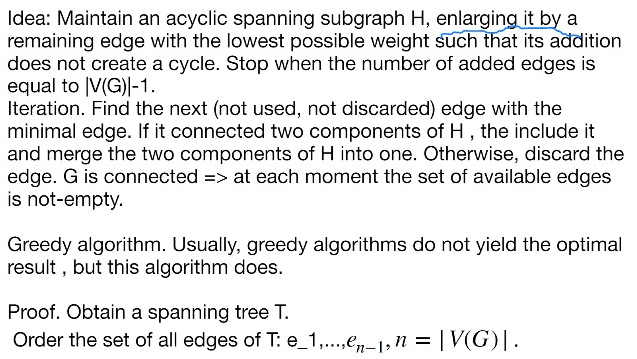 Idea: Maintain an acyclic spanning subgraph H, enlarging it by a
remaining edge with the lowest possible weight such that its addition
does not create a cycle. Stop when the number of added edges is
equal to |V(G)|-1.
Iteration. Find the next (not used, not discarded) edge with the
minimal edge. If it connected two components of H , the include it
and merge the two components of H into one. Otherwise, discard the
edge. G is connected => at each moment the set of available edges
is not-empty.
Greedy algorithm. Usually, greedy algorithms do not yield the optimal
result , but this algorithm does.
Proof. Obtain a spanning tree T.
Order the set of all edges of T: e_1,...,e_{n-1}, n = |V(G)|.